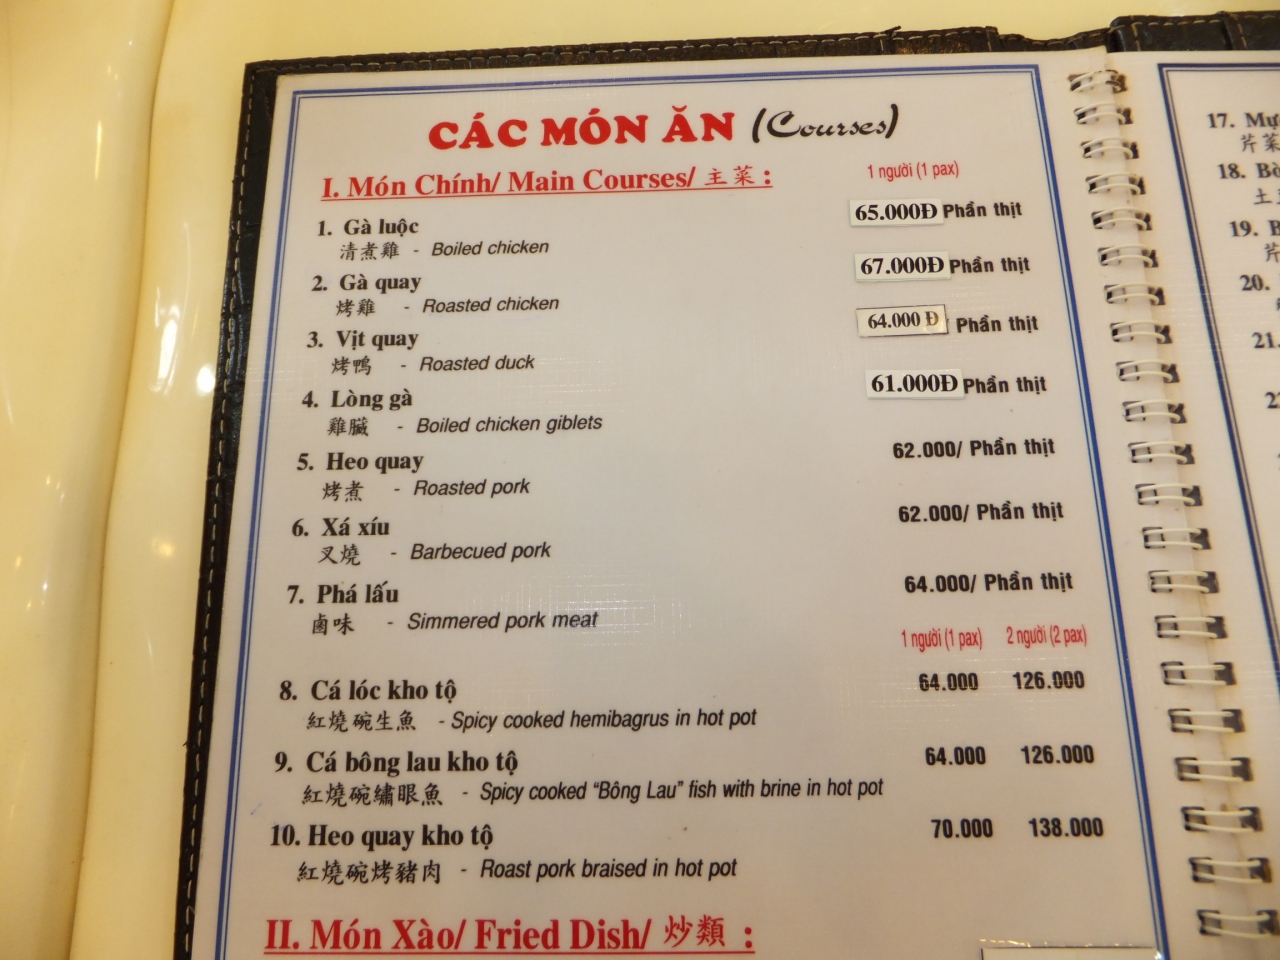 CÁC MÓN ĂN (Courses)
I. Món Chính/ Main Courses/ 主菜 : 1 người (1 pax)
1. Gà luộc 65.000Đ Phần thịt
清煮雞 - Boiled chicken
2. Gà quay 67.000Đ Phần thịt
烤雞 - Roasted chicken
3. Vịt quay 64.000 Đ Phần thịt
烤鴨 - Roasted duck
4. Lòng gà 61.000Đ Phần thịt
雞臟 - Boiled chicken giblets
5. Heo quay 62.000/ Phần thịt
烤煮 - Roasted pork
6. Xá xíu 62.000/ Phần thịt
叉燒 - Barbecued pork
7. Phá lấu 64.000/ Phần thịt
鹵味 - Simmered pork meat
1 người (1 pax) 2 người (2 pax)
8. Cá lóc kho tộ 64.000 126.000
紅燒碗生魚 - Spicy cooked hemibagrus in hot pot
9. Cá bông lau kho tộ 64.000 126.000
紅燒碗繡眼魚 - Spicy cooked “Bông Lau” fish with brine in hot pot
10. Heo quay kho tộ 70.000 138.000
紅燒碗烤豬肉 - Roast pork braised in hot pot
II. Món Xào/ Fried Dish/ 炒類 :
17. Mự
芹菜
18. Bò
土
19. B
芹
20.
21.